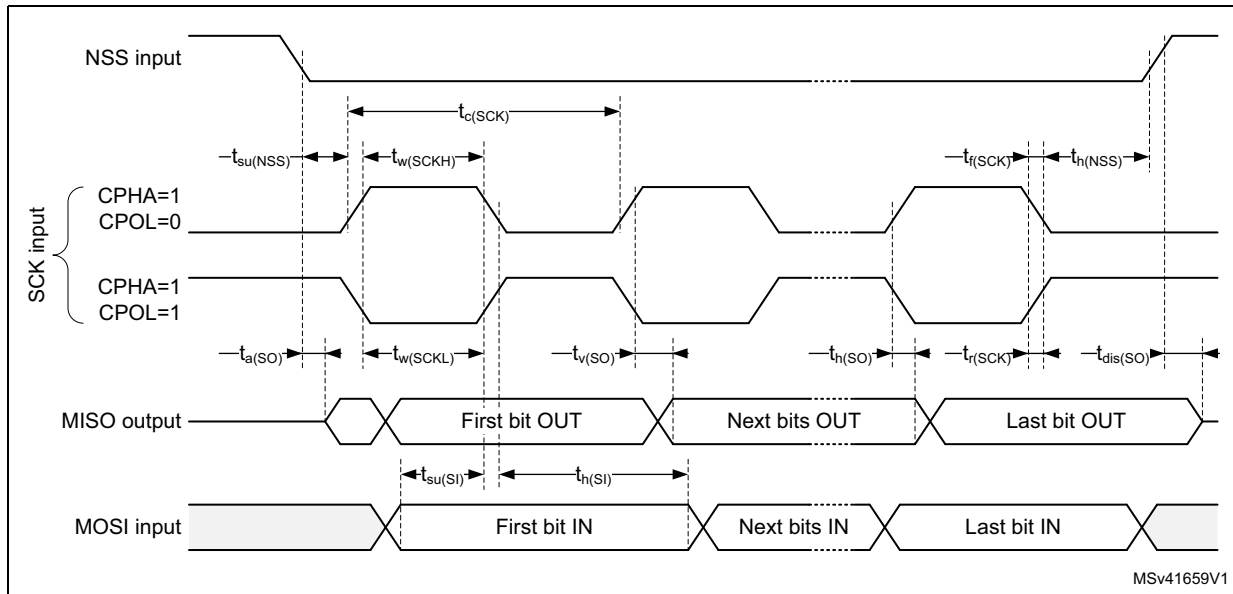 NSS input
tc(SCK)
tsu(NSS)
tw(SCKH)
tf(SCK)
th(NSS)
SCK input
CPHA=1
CPOL=0
CPHA=1
CPOL=1
ta(SO)
tw(SCKL)
tv(SO)
th(SO)
tr(SCK)
tdis(SO)
MISO output
First bit OUT
Next bits OUT
Last bit OUT
tsu(SI)
th(SI)
MOSI input
First bit IN
Next bits IN
Last bit IN
MSv41659V1